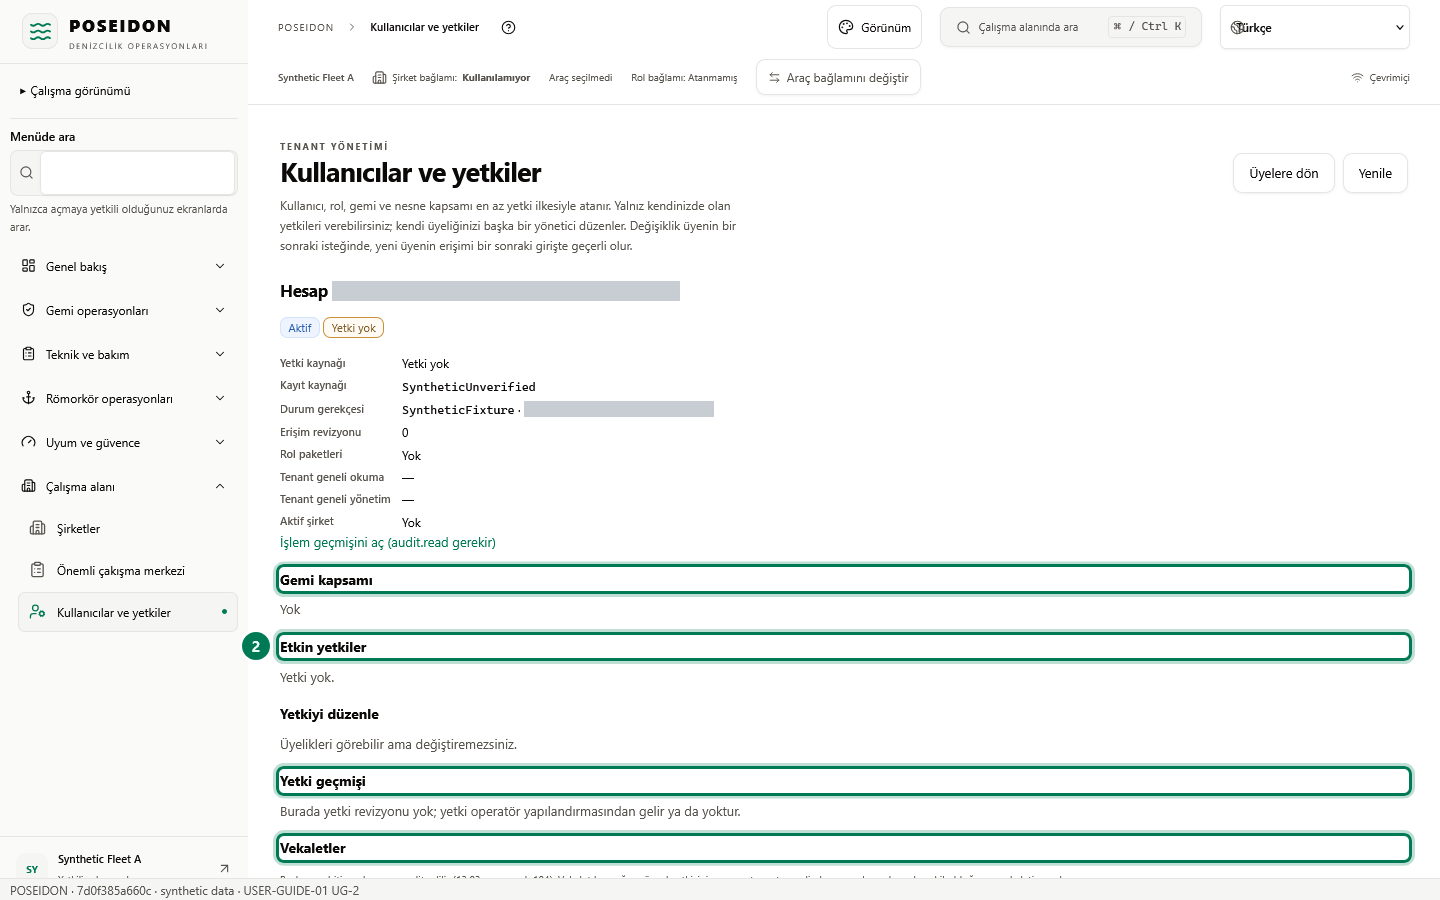 POSEIDON
DENİZCİLİK OPERASYONLARI
Çalışma görünümü
Menüde ara
Yalnızca açmaya yetkili olduğunuz ekranlarda
arar.
Genel bakış
Gemi operasyonları
Teknik ve bakım
Römorkör operasyonları
Uyum ve güvence
Çalışma alanı
Şirketler
Önemli çakışma merkezi
Kullanıcılar ve yetkiler
SY
Synthetic Fleet A
POSEIDON
Kullanıcılar ve yetkiler
Görünüm
Çalışma alanında ara
⌘ / Ctrl K
Türkçe
Synthetic Fleet A
Şirket bağlamı: Kullanılamıyor
Araç seçilmedi
Rol bağlamı: Atanmamış
Araç bağlamını değiştir
Çevrimiçi
TENANT YÖNETİMİ
Kullanıcılar ve yetkiler
Üyelere dön
Yenile
Kullanıcı, rol, gemi ve nesne kapsamı en az yetki ilkesiyle atanır. Yalnız kendinizde olan
yetkileri verebilirsiniz; kendi üyeliğinizi başka bir yönetici düzenler. Değişiklik üyenin bir
sonraki isteğinde, yeni üyenin erişimi bir sonraki girişte geçerli olur.
Hesap
Aktif
Yetki yok
Yetki kaynağı Yetki yok
Kayıt kaynağı SyntheticUnverified
Durum gerekçesi SyntheticFixture ·
Erişim revizyonu 0
Rol paketleri Yok
Tenant geneli okuma —
Tenant geneli yönetim —
Aktif şirket Yok
İşlem geçmişini aç (audit.read gerekir)
Gemi kapsamı
Yok
2
Etkin yetkiler
Yetki yok.
Yetkiyi düzenle
Üyelikleri görebilir ama değiştiremezsiniz.
Yetki geçmişi
Burada yetki revizyonu yok; yetki operatör yapılandırmasından gelir ya da yoktur.
Vekaletler
POSEIDON · 7d0f385a660c · synthetic data · USER-GUIDE-01 UG-2